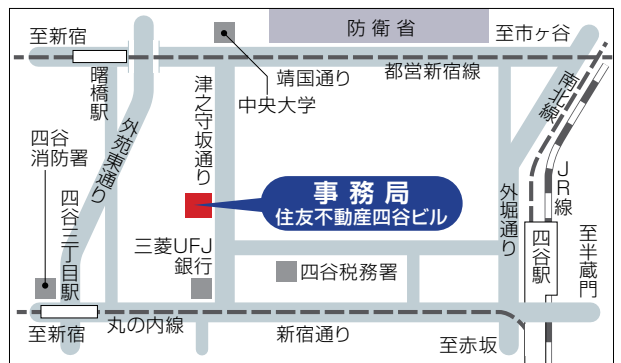 防衛省
至新宿
至市ヶ谷
靖国通り
都営新宿線
曙橋駅
津之守坂通り
中央大学
南北線
外苑東通り
四谷
消防署
JR線
事務局
住友不動産四谷ビル
外堀通り
四谷三丁目駅
三菱UFJ
銀行
四谷税務署
四谷駅
至半蔵門
至新宿
丸の内線
新宿通り
至赤坂